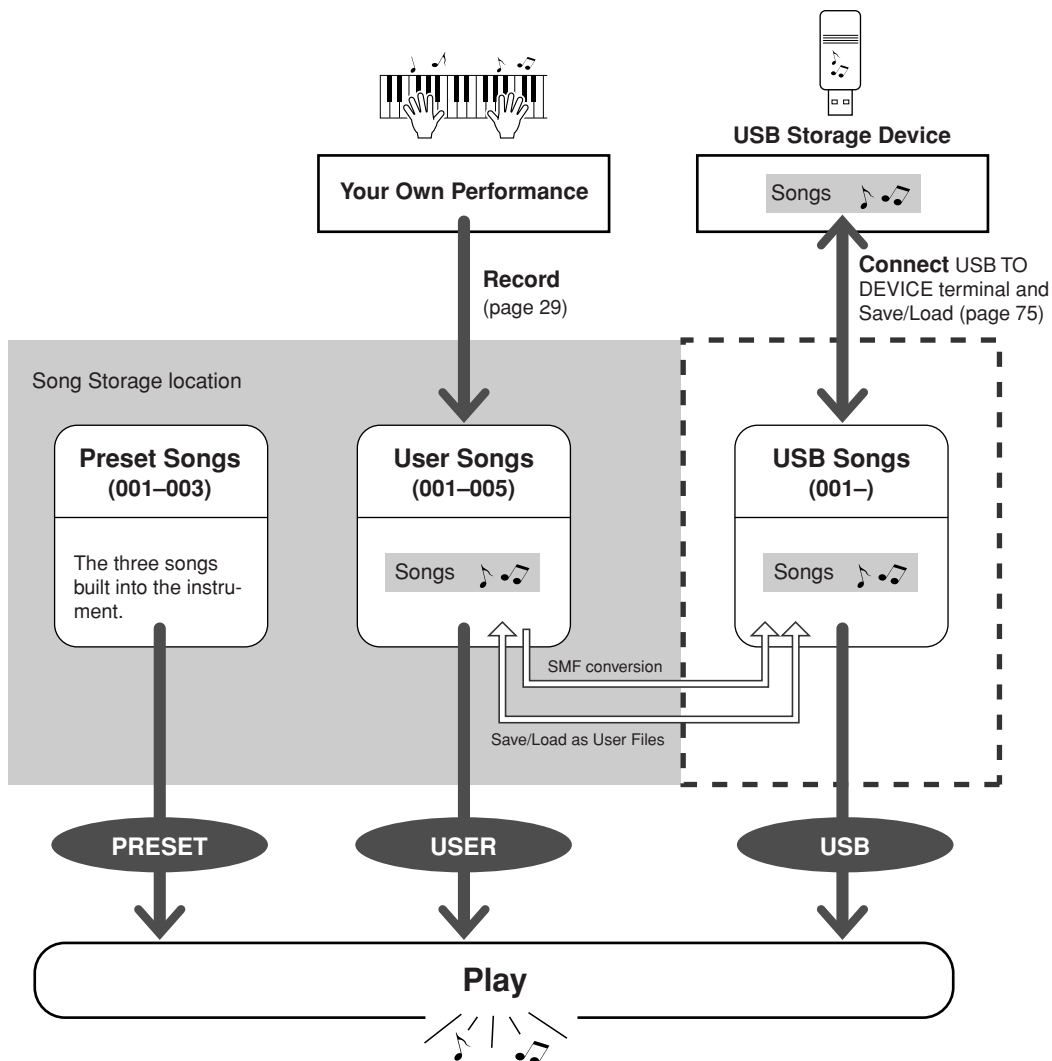 USB Storage Device
Your Own Performance
Songs
Record
(page 29)
Connect USB TO
DEVICE terminal and
Save/Load (page 75)
Song Storage location
Preset Songs
(001–003)
The three songs
built into the instru-
ment.
User Songs
(001–005)
Songs
USB Songs
(001–)
Songs
SMF conversion
Save/Load as User Files
PRESET
USER
USB
Play